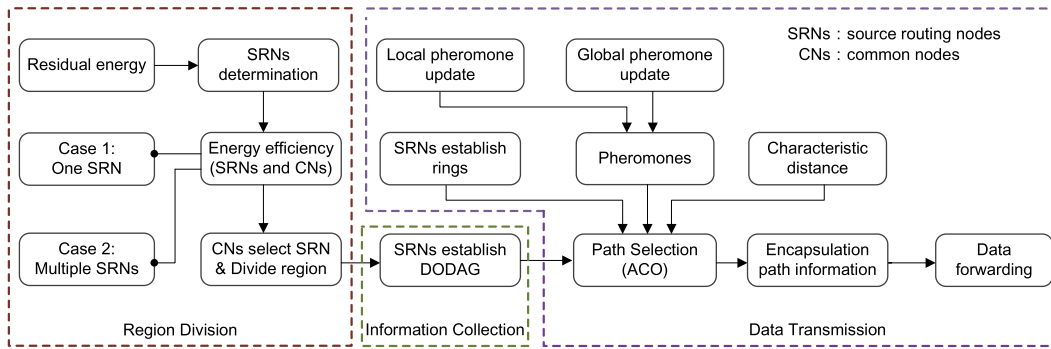 SRNs : source routing nodes
CNs : common nodes
Residual energy
SRNs
determination
Local pheromone
update
Global pheromone
update
Case 1:
One SRN
Energy efficiency
(SRNs and CNs)
SRNs establish
rings
Pheromones
Characteristic
distance
Case 2:
Multiple SRNs
CNs select SRN
& Divide region
SRNs establish
DODAG
Path Selection
(ACO)
Encapsulation
path information
Data
forwarding
Region Division
Information Collection
Data Transmission